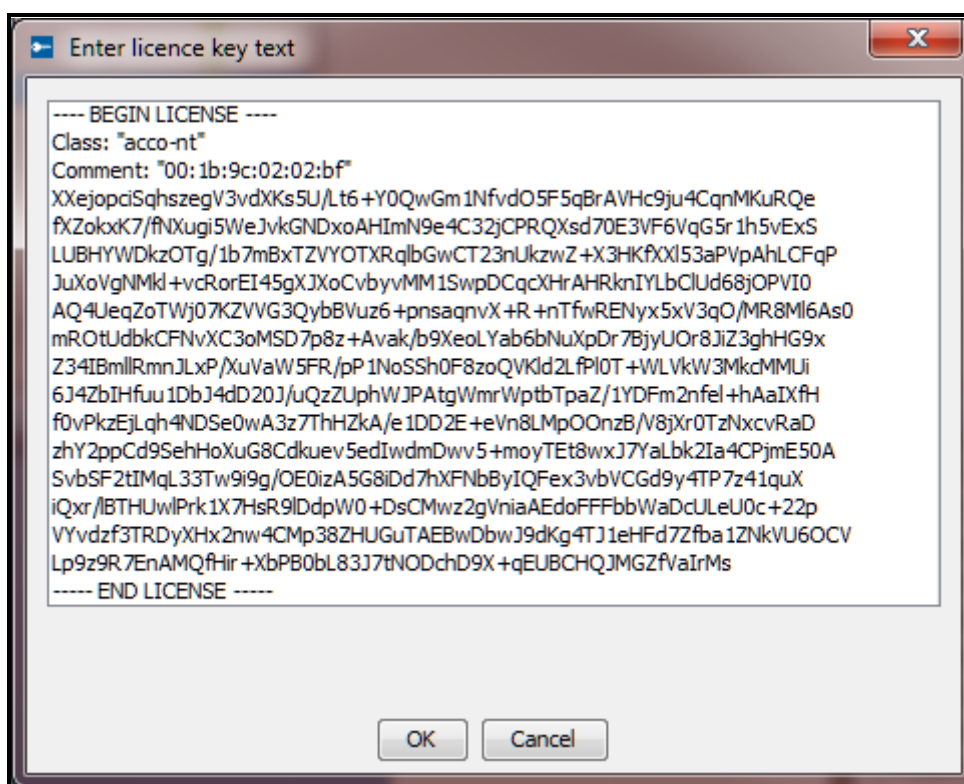 Enter licence key text
---- BEGIN LICENSE ----
Class: "acco-nt"
Comment: "00:1b:9c:02:02:bf"
XXejopciSqhszegV3vdXKs5U/Lt6+Y0QwGm1NfvdO5F5qBrAVHc9ju4CqnMKuRQe
fXZokxK7/fNXugi5WeJvkGNDxoAHImN9e4C32jCPRQXsd70E3VF6VqG5r1h5vExS
LUBHYWDkzOTg/1b7mBxTZVYOTXRqlbGwCT23nUkzwZ+X3HKfXXl53aPVpAhLCFqP
JuXoVgNMkl+vcRorEI45gXJXoCvbyvMM1SwpDCqcXHrAHRknIYLbClUd68jOPVI0
AQ4UeqZoTWj07KZVVG3QybBVuz6+pnsaqnvX+R+nTfwRENyx5xV3qO/MR8Ml6As0
mROtUdbkCFNvXC3oMSD7p8z+Avak/b9XeoLYab6bNuXpDr7BjyUOr8JiZ3ghHG9x
Z34IBmllRmnJLxP/XuVaW5FR/pP1NoSSh0F8zoQVKld2LfPl0T+WLVkW3MkcMMUi
6J4ZbIHfuu1DbJ4dD20J/uQzZUphWJPAtgWmrWptbTpaZ/1YDFm2nfel+hAaIXfH
f0vPkzEjLqh4NDSe0wA3z7ThHZkA/e1DD2E+eVn8LMpOOnzB/V8jXr0TzNxcvRaD
zhY2ppCd9SehHoXuG8Cdkuev5edIwdmDwv5+moyTEt8wxJ7YaLbk2Ia4CPjmE50A
SvbSF2tIMqL33Tw9i9g/OE0izA5G8iDd7hXFNbByIQFex3vbVCGd9y4TP7z41quX
iQxr/lBTHUwlPrk1X7HsR9lDdpW0+DsCMwz2gVniaAEdoFFFbbWaDcULeU0c+22p
VYvdzf3TRDyXHx2nw4CMp38ZHUGuTAEBwDbwJ9dKg4TJ1eHFd7Zfba1ZNkVU6OCV
Lp9z9R7EnAMQfHir+XbPB0bL83J7tNODchD9X+qEUBCHQJMGZfVaIrMs
----- END LICENSE -----
OK Cancel